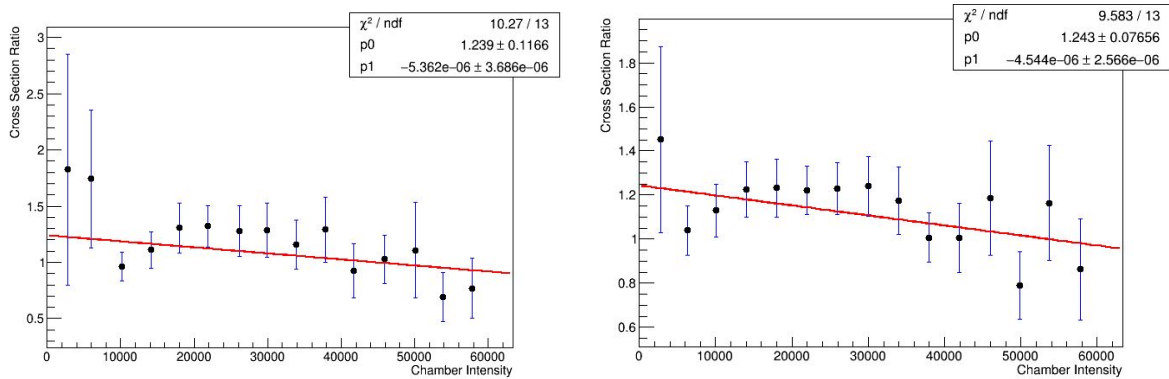 χ² / ndf 10.27 / 13
p0 1.239 ± 0.1166
p1 −5.362e−06 ± 3.686e−06
Cross Section Ratio
3
2.5
2
1.5
1
0.5
0 10000 20000 30000 40000 50000 60000
Chamber Intensity
χ² / ndf 9.583 / 13
p0 1.243 ± 0.07656
p1 −4.544e−06 ± 2.566e−06
Cross Section Ratio
1.8
1.6
1.4
1.2
1
0.8
0.6
0 10000 20000 30000 40000 50000 60000
Chamber Intensity